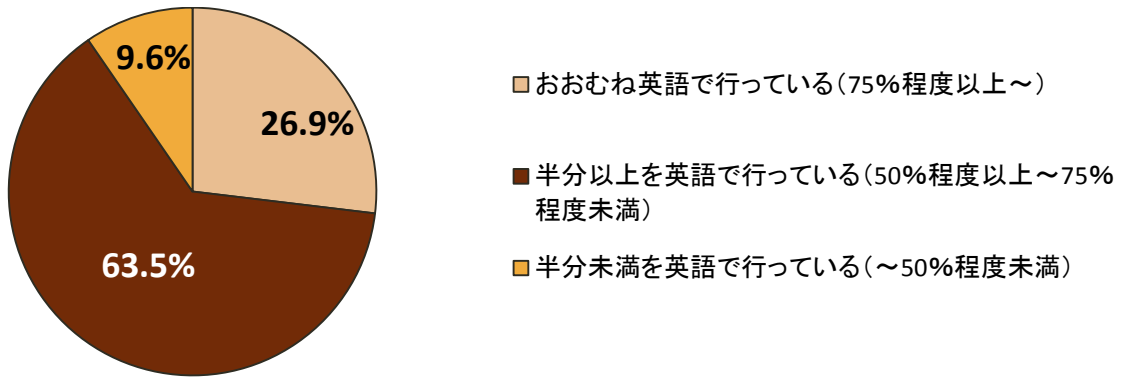 9.6%
26.9%
63.5%
おおむね英語で行っている（75％程度以上～）
半分以上を英語で行っている（50％程度以上～75％
程度未満）
半分未満を英語で行っている（～50％程度未満）